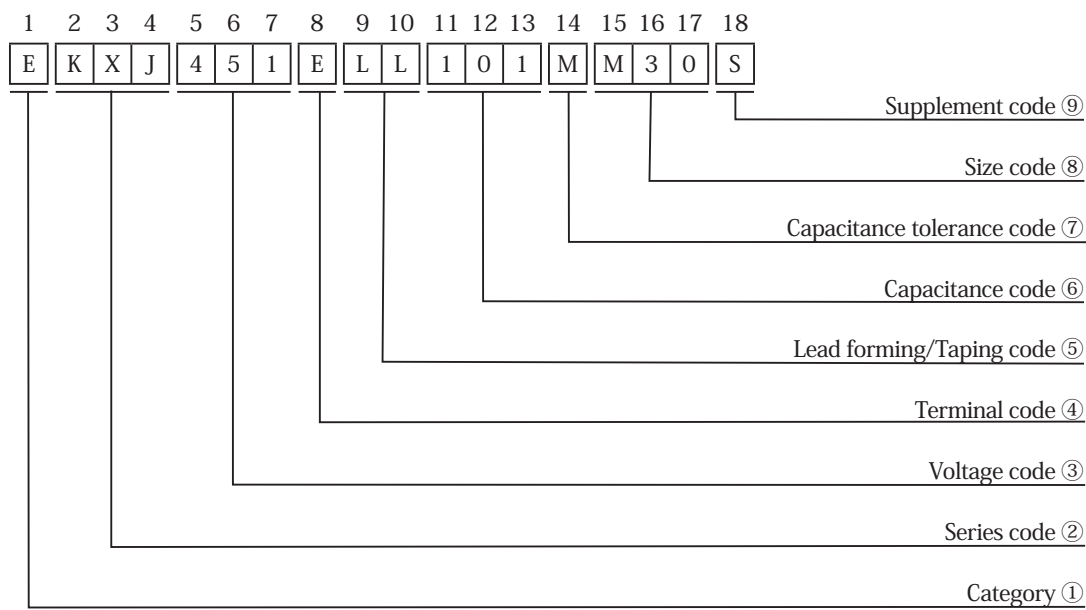 1 2 3 4 5 6 7 8 9 10 11 12 13 14 15 16 17 18
E K X J 4 5 1 E L L 1 0 1 M M 3 0 S
Supplement code ⑨
Size code ⑧
Capacitance tolerance code ⑦
Capacitance code ⑥
Lead forming/Taping code ⑤
Terminal code ④
Voltage code ③
Series code ②
Category ①